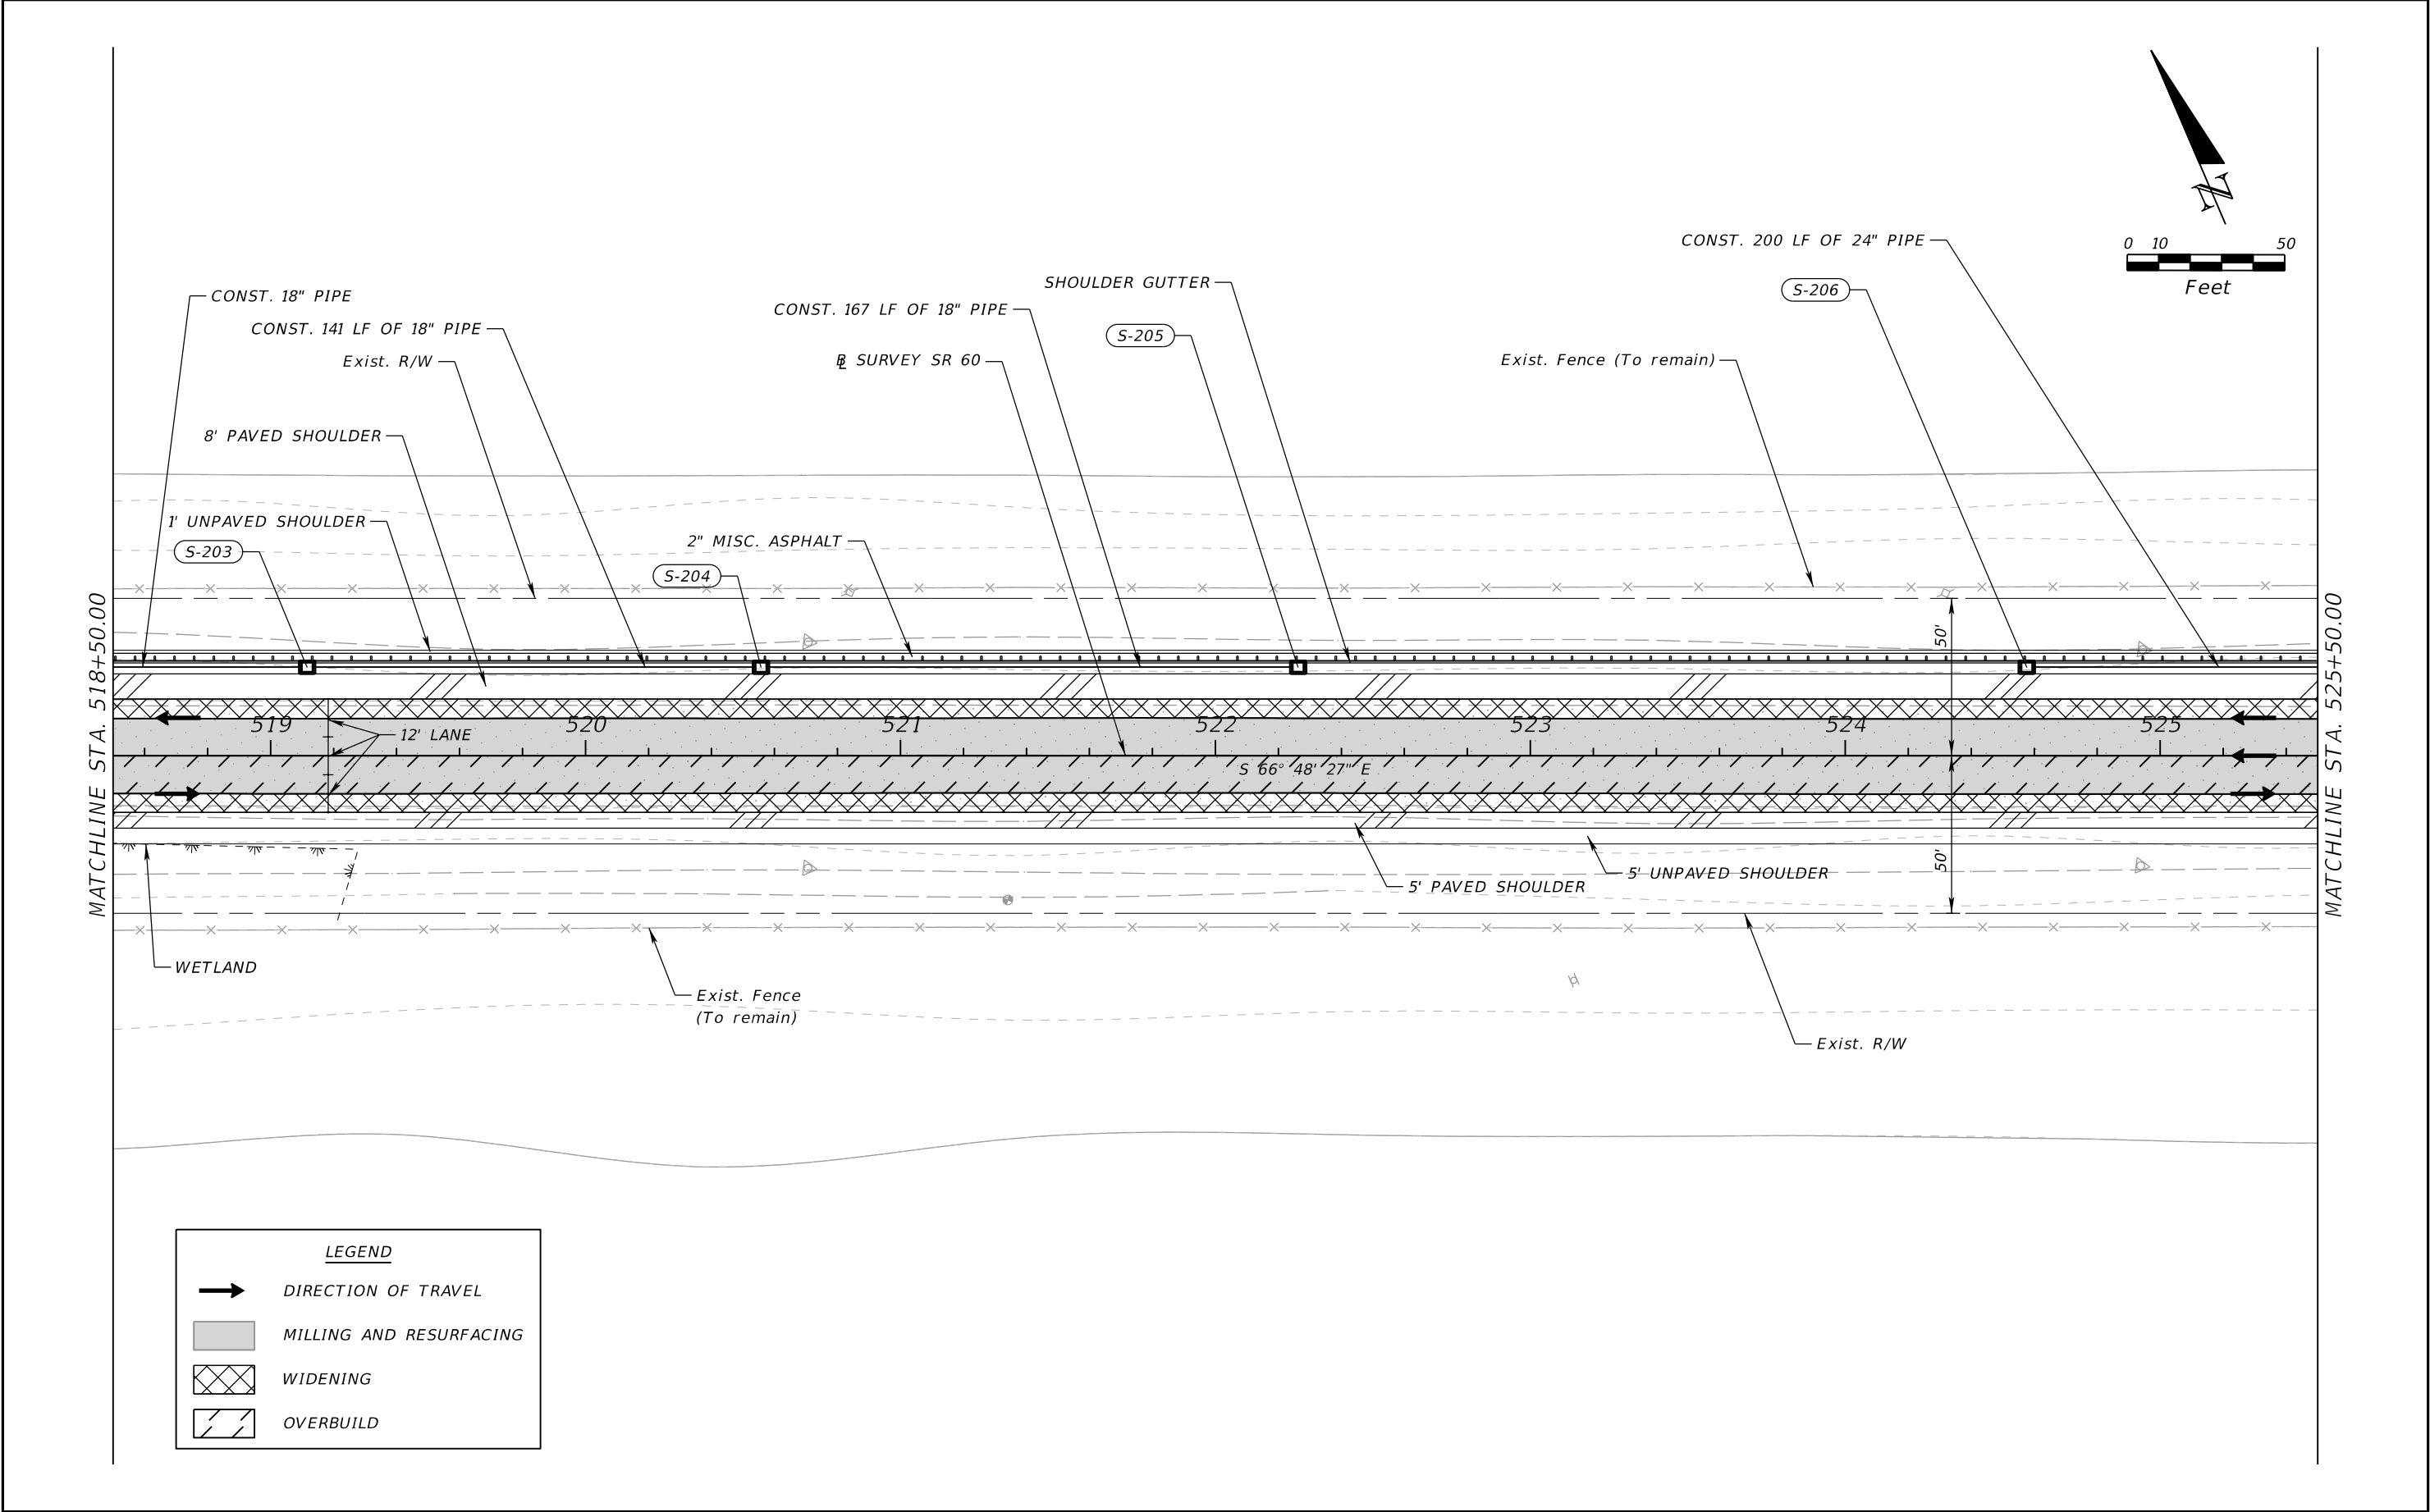 CONST. 200 LF OF 24" PIPE
0 10 50
Feet
N
SHOULDER GUTTER
S-206
CONST. 18" PIPE
CONST. 167 LF OF 18" PIPE
CONST. 141 LF OF 18" PIPE
S-205
Exist. R/W
BL SURVEY SR 60
Exist. Fence (To remain)
8' PAVED SHOULDER
1' UNPAVED SHOULDER
2" MISC. ASPHALT
S-203
S-204
50'
MATCHLINE STA. 518+50.00
MATCHLINE STA. 525+50.00
519
520
521
522
523
524
525
12' LANE
S 66° 48' 27" E
50'
5' UNPAVED SHOULDER
5' PAVED SHOULDER
WETLAND
Exist. Fence
(To remain)
Exist. R/W
LEGEND
DIRECTION OF TRAVEL
MILLING AND RESURFACING
WIDENING
OVERBUILD